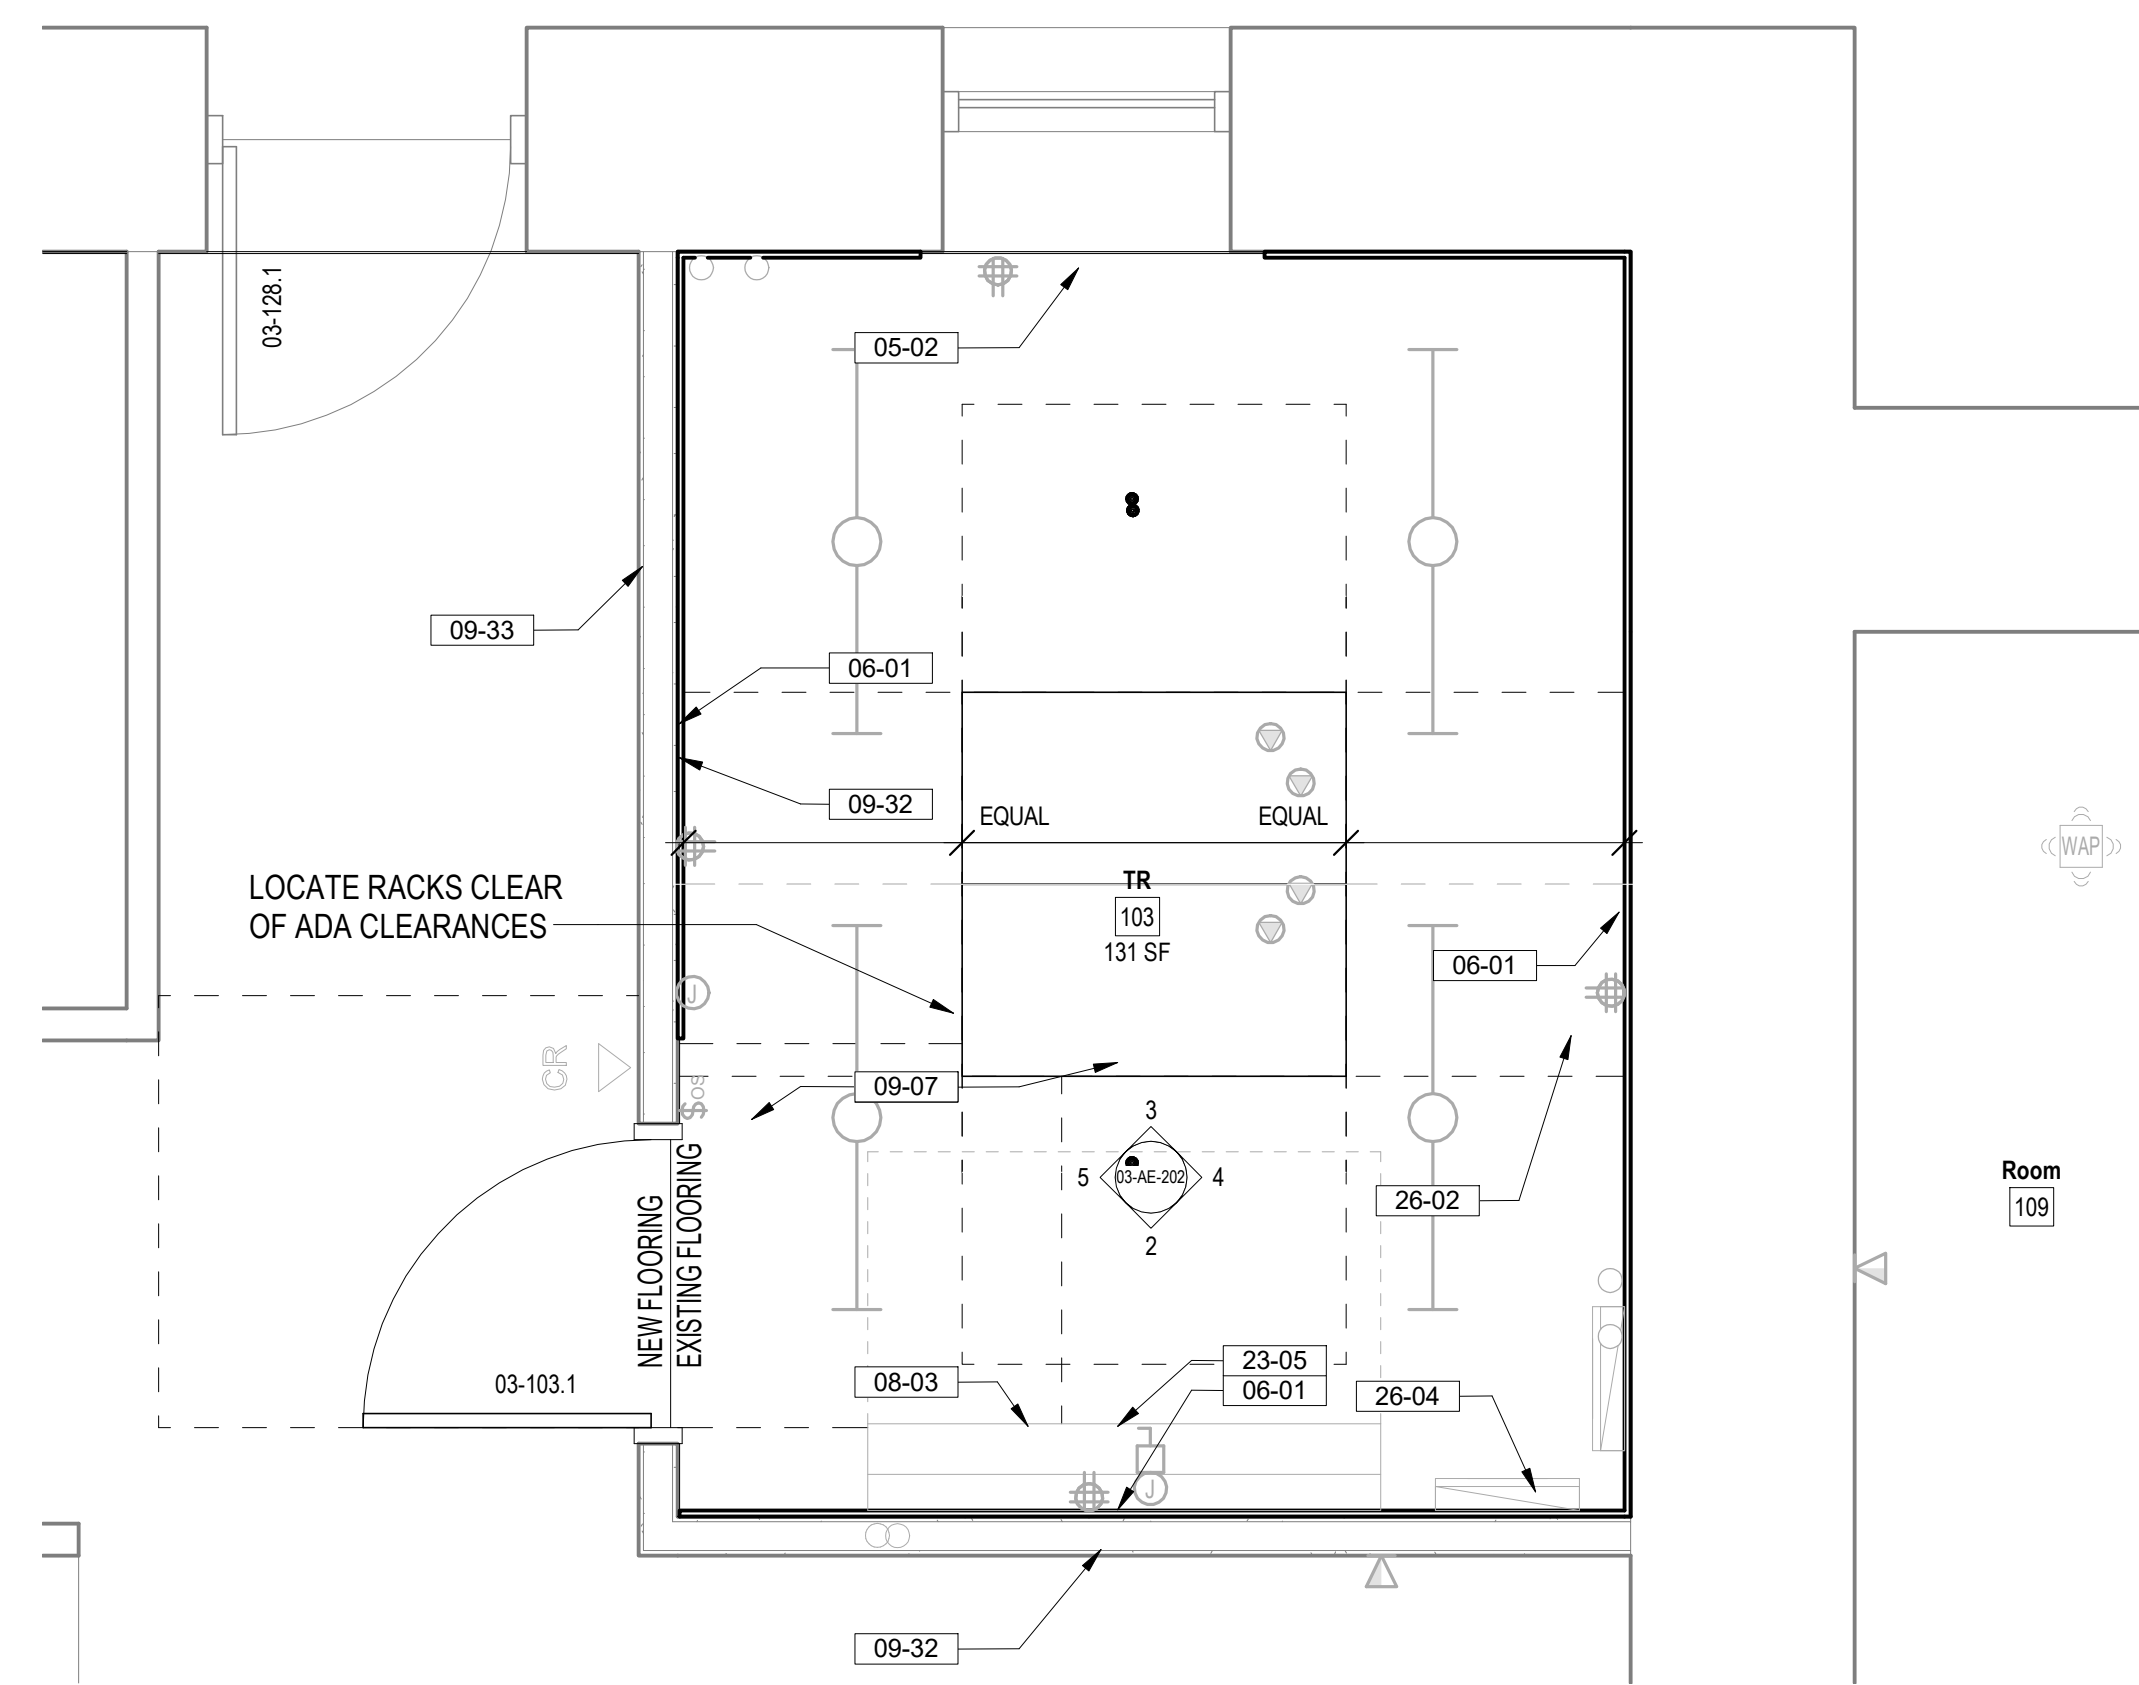 03-128.1
05-02
09-33
06-01
09-32
EQUAL
EQUAL
WAP
LOCATE RACKS CLEAR
OF ADA CLEARANCES
TR
103
131 SF
06-01
J
CR
09-07
$os
3
5
03-AE-202
4
2
NEW FLOORING
EXISTING FLOORING
26-02
Room
109
03-103.1
08-03
23-05
06-01
26-04
J
09-32